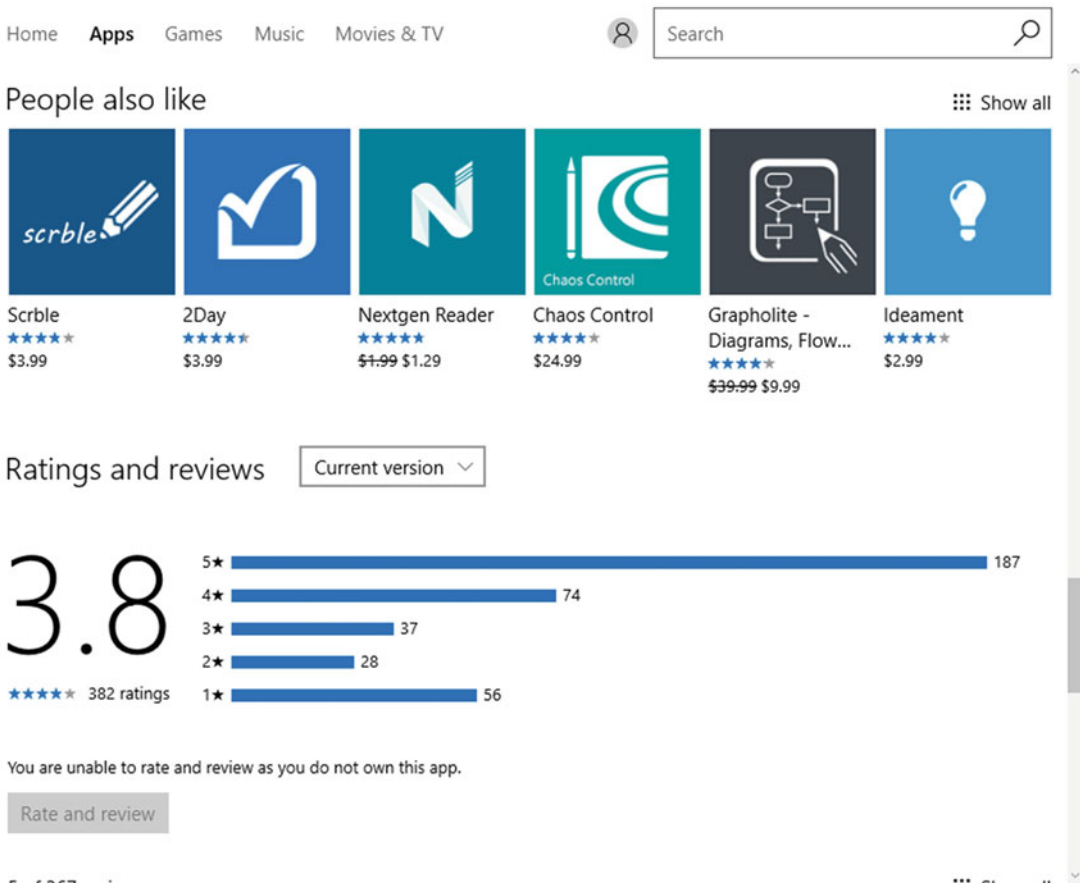 Home Apps Games Music Movies & TV Search
People also like Show all
scrble
Chaos Control
Scrble 2Day Nextgen Reader Chaos Control Grapholite - Ideament
Diagrams, Flow...
$3.99 $3.99 $1.99 $1.29 $24.99 $2.99
$39.99 $9.99
Ratings and reviews Current version
3.8
5★ 187
4★ 74
3★ 37
2★ 28
1★ 56
382 ratings
You are unable to rate and review as you do not own this app.
Rate and review